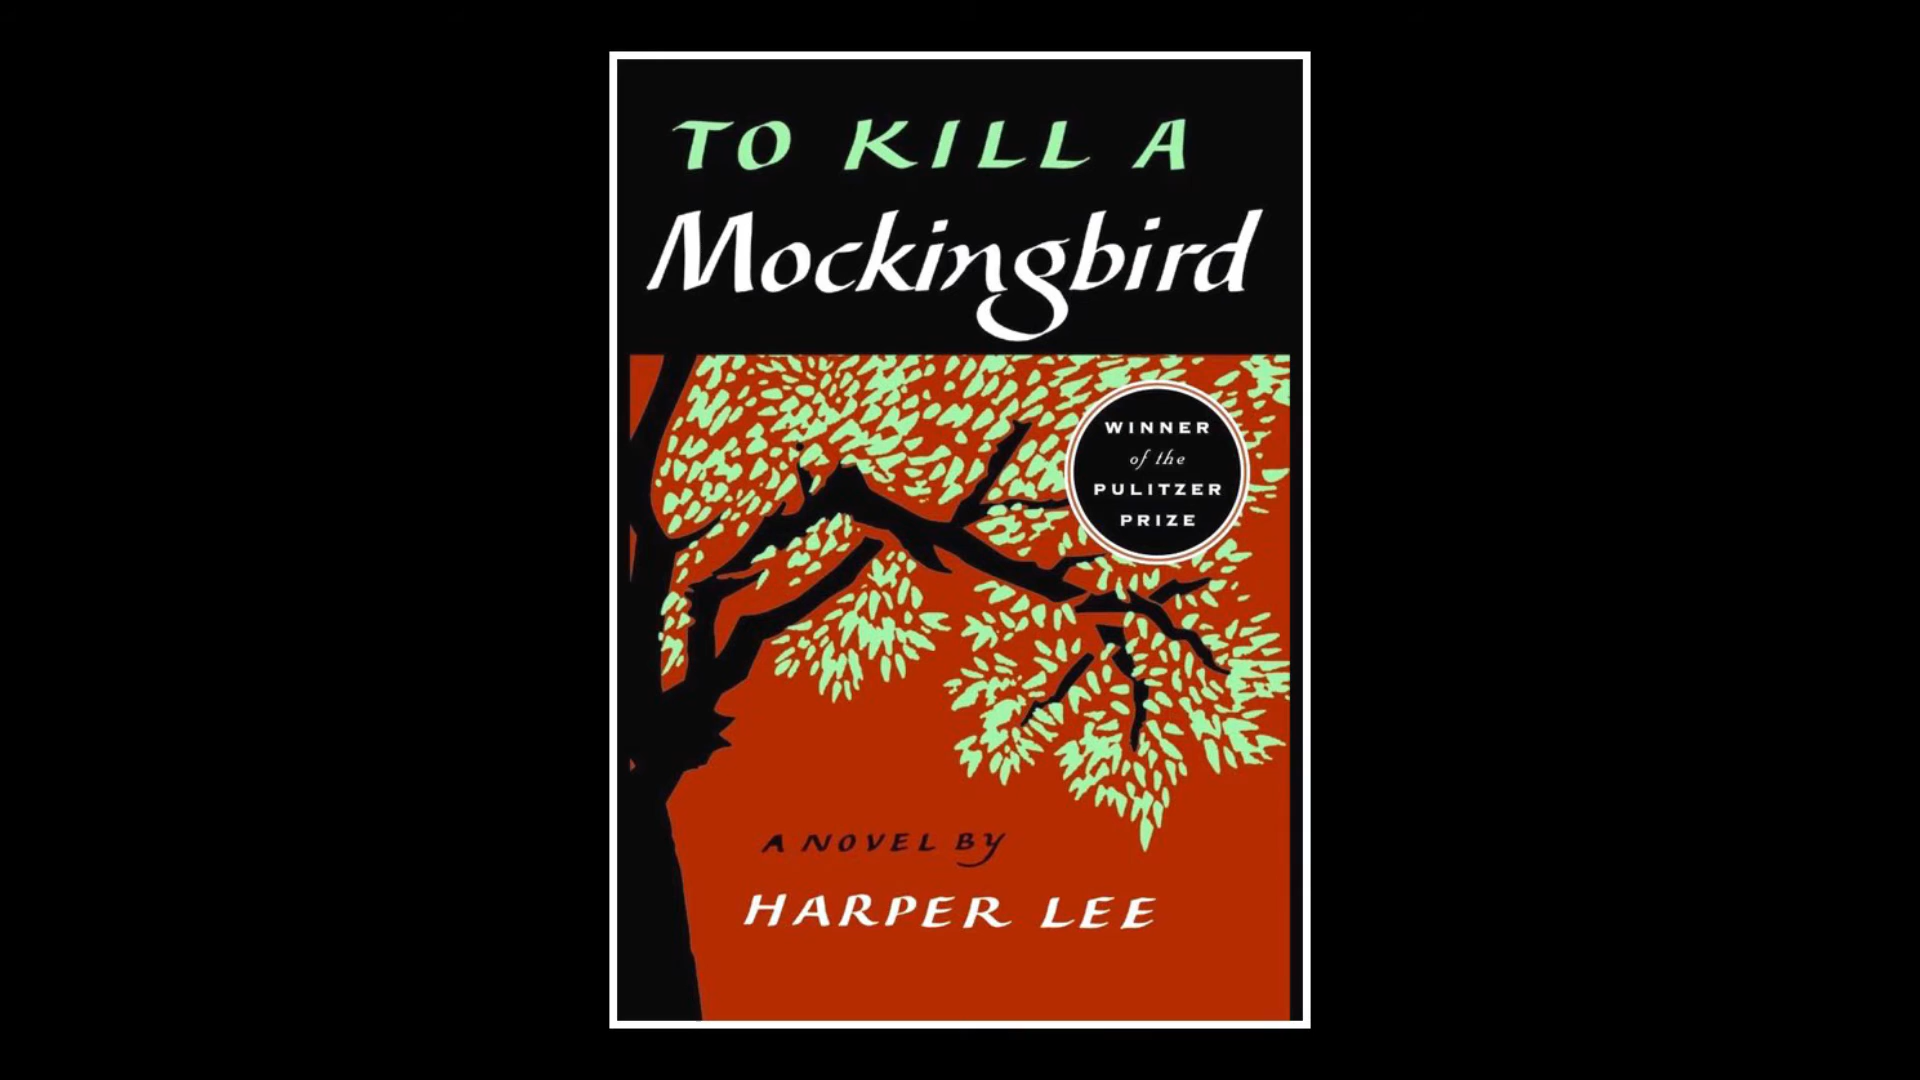 TO KILL A
Mockingbird
WINNER
of the
PULITZER
PRIZE
A NOVEL BY
HARPER LEE